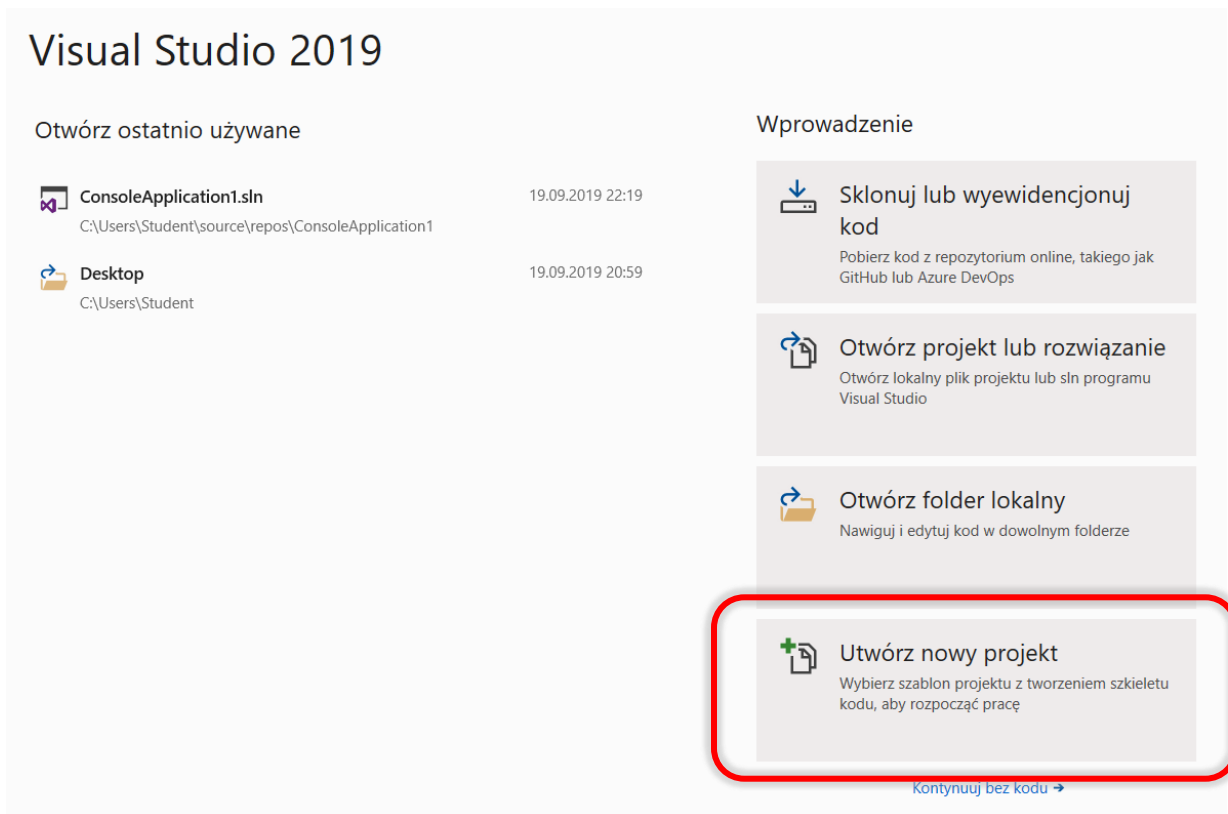 Visual Studio 2019
Otwórz ostatnio używane
ConsoleApplication1.sln
19.09.2019 22:19
C:\Users\Student\source\repos\ConsoleApplication1
Desktop
19.09.2019 20:59
C:\Users\Student
Wprowadzenie
Sklonuj lub wyewidencjonuj
kod
Pobierz kod z repozytorium online, takiego jak
GitHub lub Azure DevOps
Otwórz projekt lub rozwiązanie
Otwórz lokalny plik projektu lub sln programu
Visual Studio
Otwórz folder lokalny
Nawiguj i edytuj kod w dowolnym folderze
Utwórz nowy projekt
Wybierz szablon projektu z tworzeniem szkieletu
kodu, aby rozpocząć pracę
Kontynuuj bez kodu →